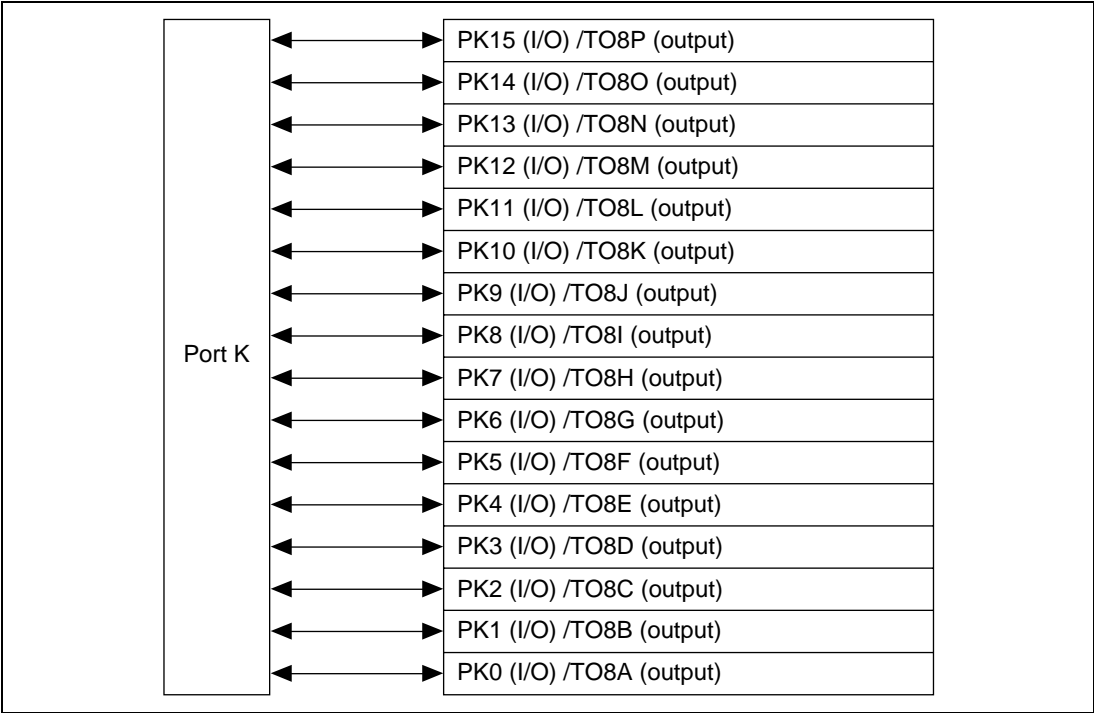 PK15 (I/O) /TO8P (output)
PK14 (I/O) /TO8O (output)
PK13 (I/O) /TO8N (output)
PK12 (I/O) /TO8M (output)
PK11 (I/O) /TO8L (output)
PK10 (I/O) /TO8K (output)
PK9 (I/O) /TO8J (output)
PK8 (I/O) /TO8I (output)
Port K
PK7 (I/O) /TO8H (output)
PK6 (I/O) /TO8G (output)
PK5 (I/O) /TO8F (output)
PK4 (I/O) /TO8E (output)
PK3 (I/O) /TO8D (output)
PK2 (I/O) /TO8C (output)
PK1 (I/O) /TO8B (output)
PK0 (I/O) /TO8A (output)